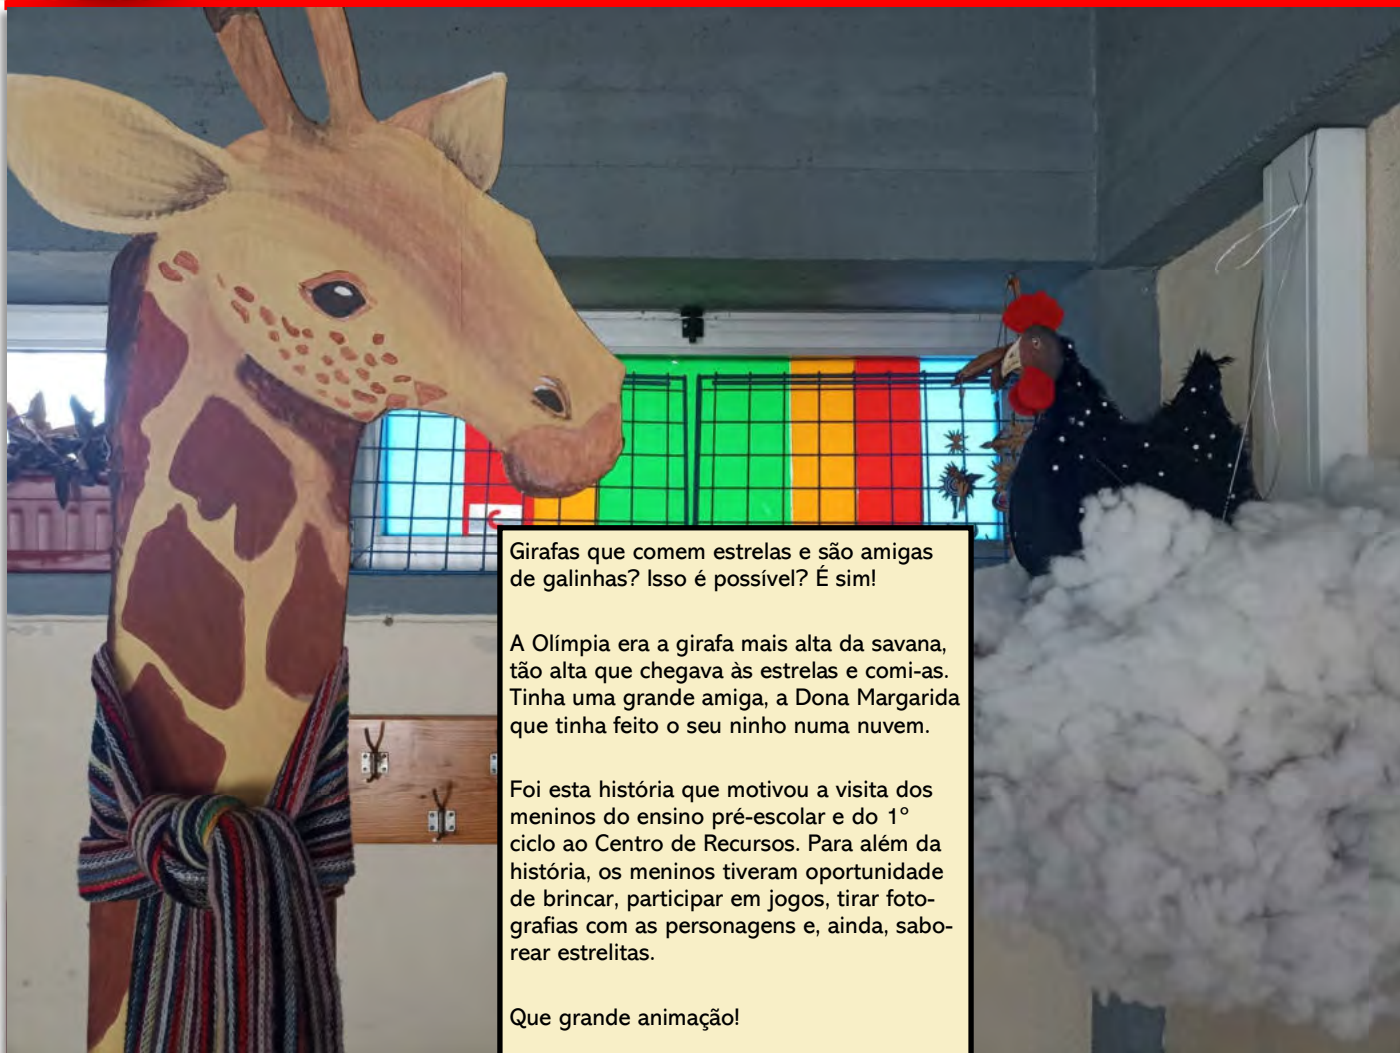 Girafas que comem estrelas e são amigas
de galinhas? Isso é possível? É sim!
A Olímpia era a girafa mais alta da savana,
tão alta que chegava às estrelas e comi-as.
Tinha uma grande amiga, a Dona Margarida
que tinha feito o seu ninho numa nuvem.
Foi esta história que motivou a visita dos
meninos do ensino pré-escolar e do 1º
ciclo ao Centro de Recursos. Para além da
história, os meninos tiveram oportunidade
de brincar, participar em jogos, tirar foto-
grafias com as personagens e, ainda, sabo-
rear estrelitas.
Que grande animação!